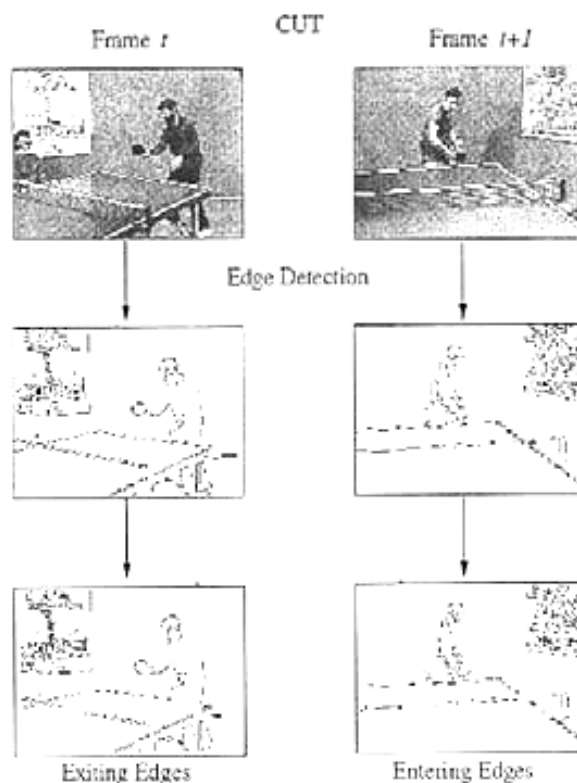 CUT
Frame t
Frame t+1
Edge Detection
Exiting Edges
Entering Edges